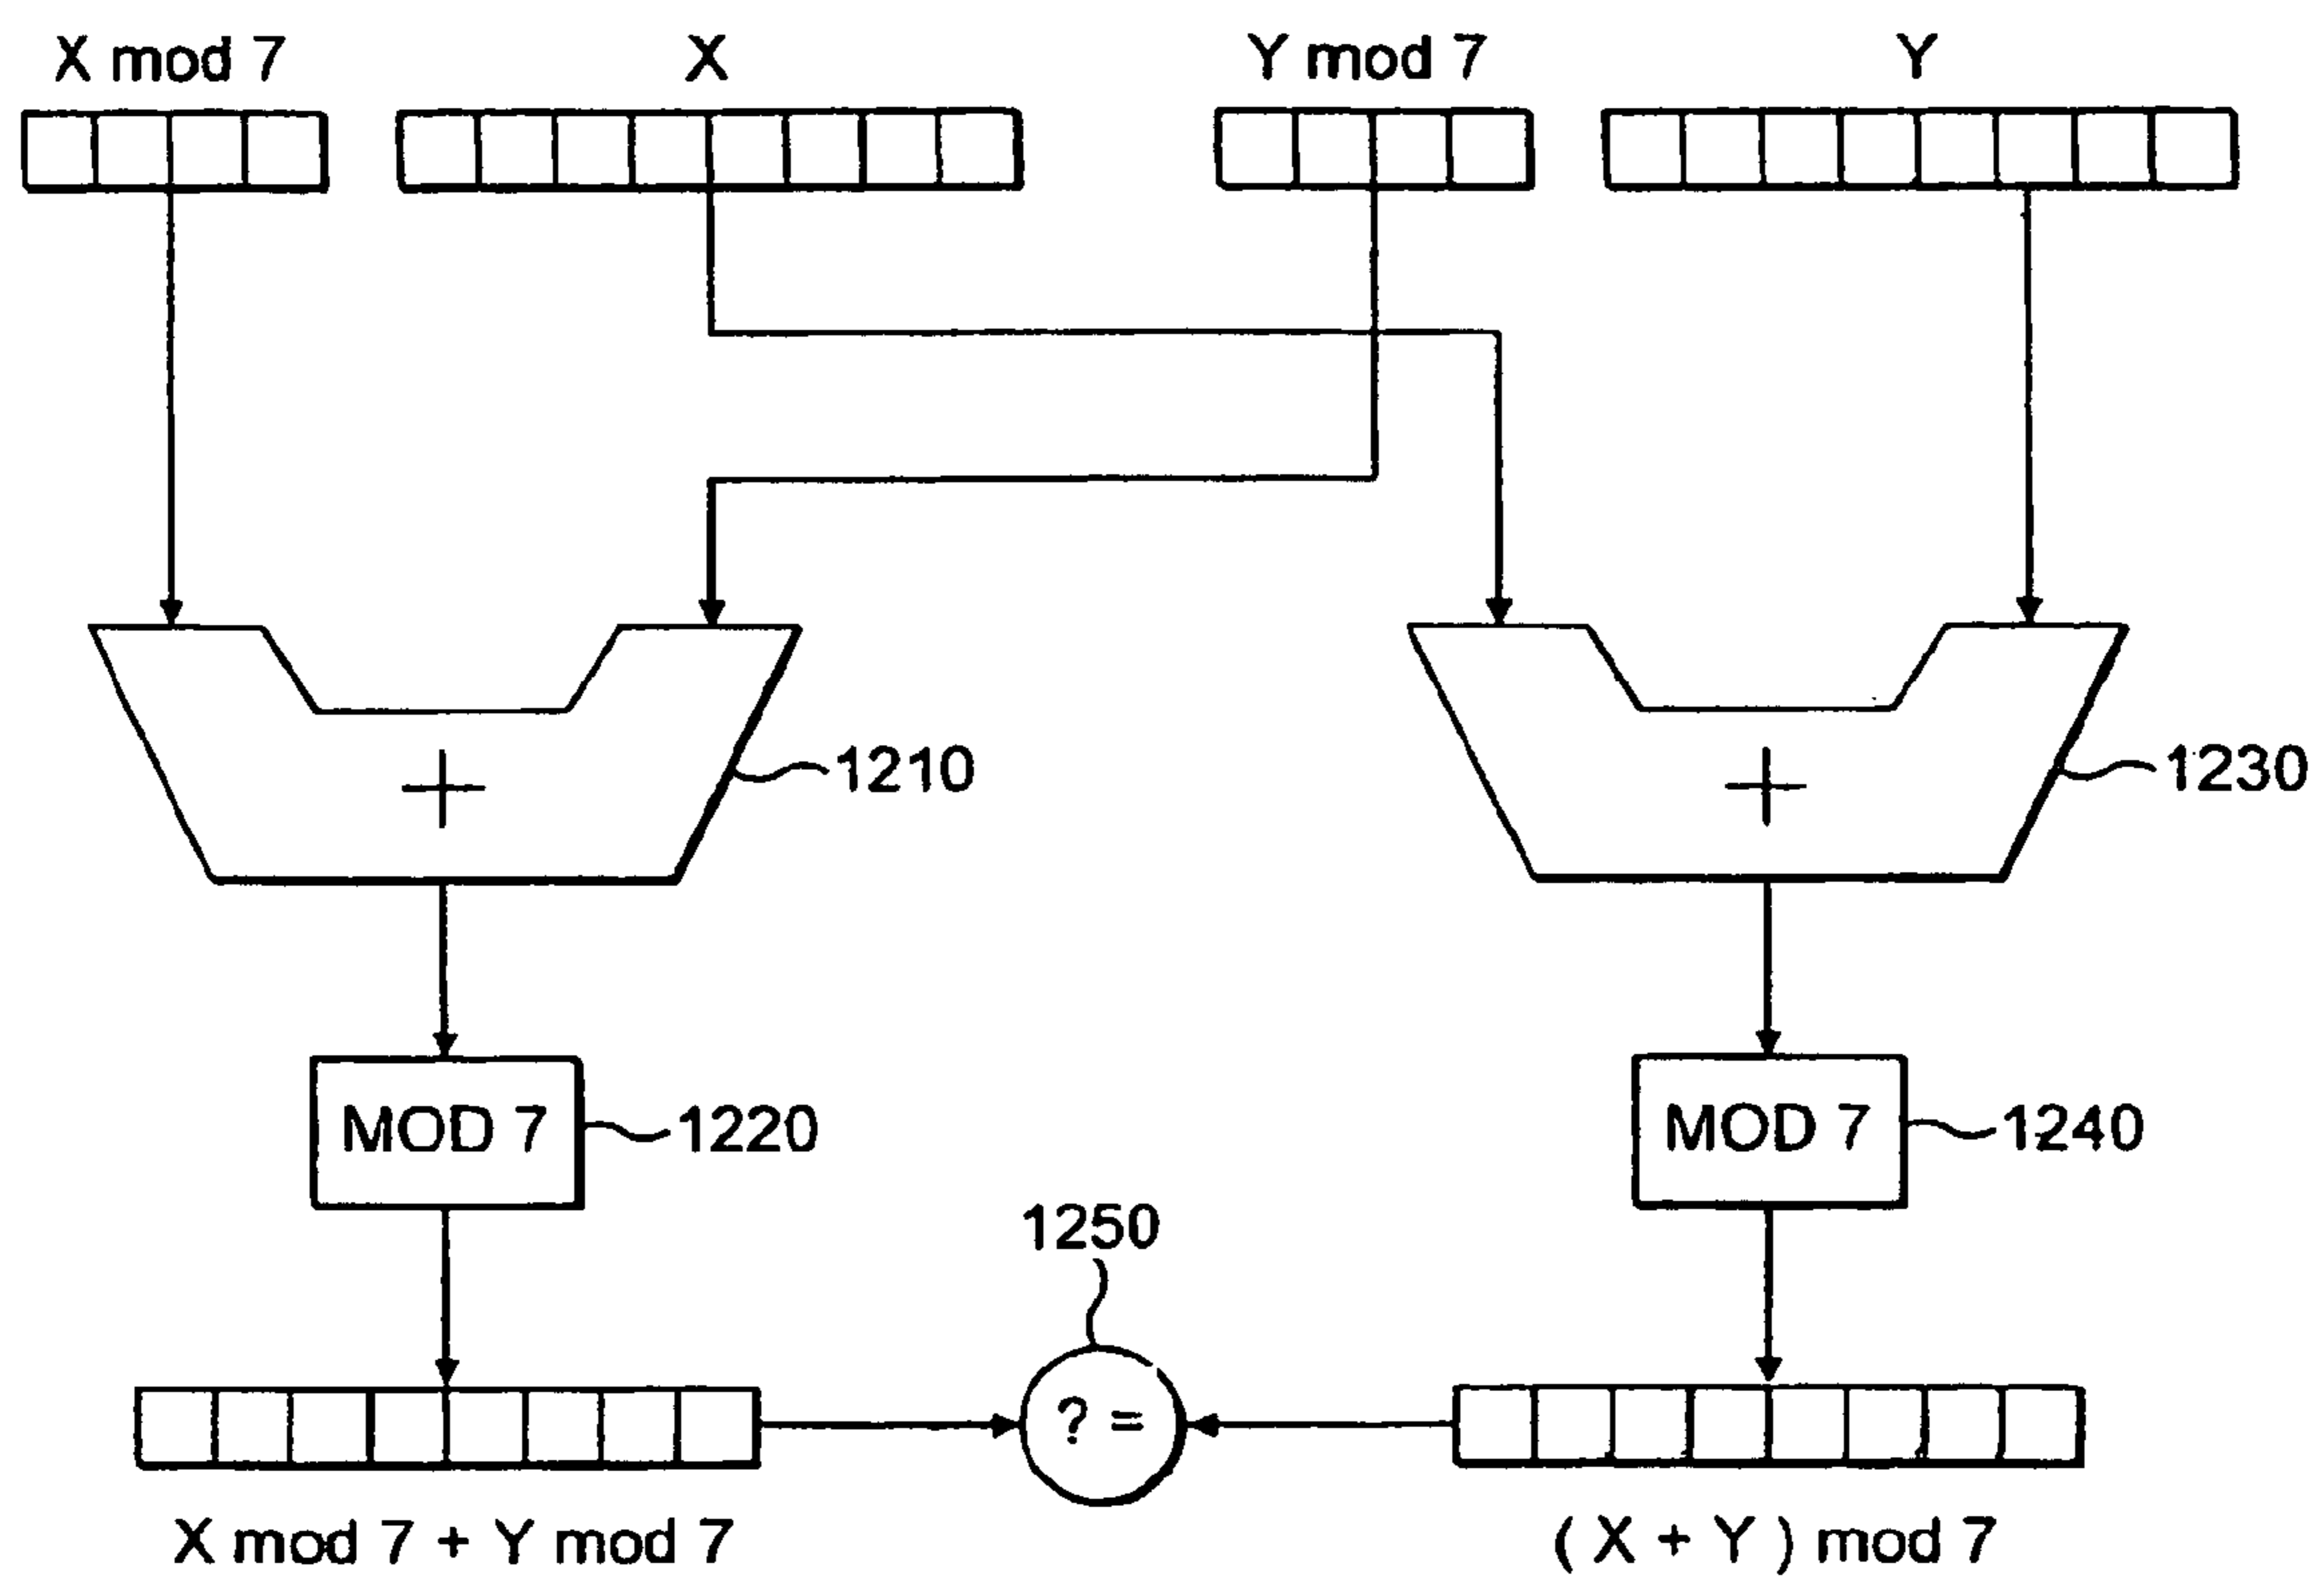 X mod 7
X
Y mod 7
Y
+
1210
+
1230
MOD 7
1220
MOD 7
1240
1250
? =
X mod 7 + Y mod 7
( X + Y ) mod 7